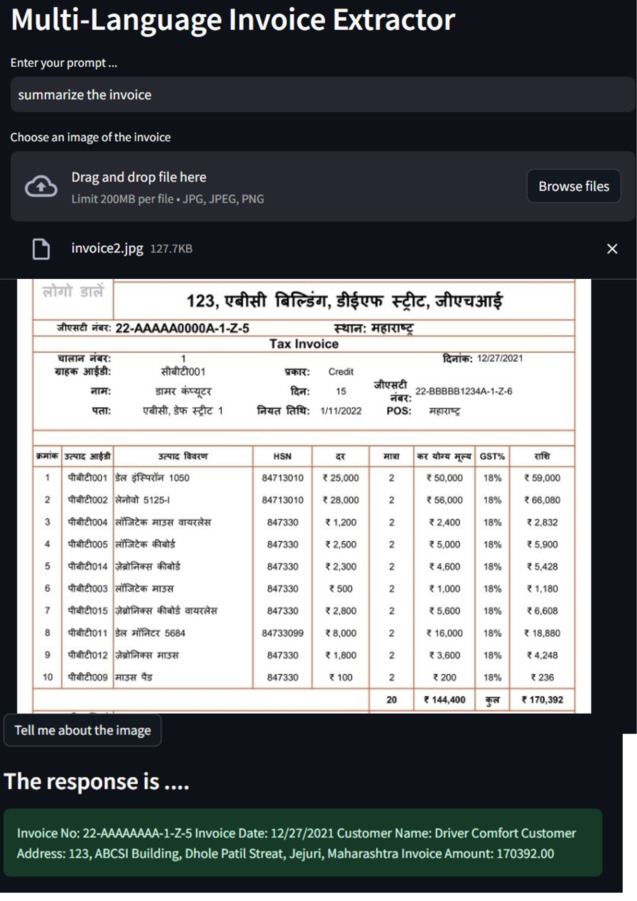 Multi-Language Invoice Extractor
Enter your prompt ...
summarize the invoice
Choose an image of the invoice
Drag and drop file here
Limit 200MB per file • JPG, JPEG, PNG
Browse files
invoice2.jpg 127.7KB
लोगो डालें
123, एबीसी बिल्डिंग, डीईएफ स्ट्रीट, जीएचआई
जीएसटी नंबर: 22-AAAAA0000A-1-Z-5 स्थान: महाराष्ट्र
Tax Invoice
चालान नंबर: 1 दिनांक: 12/27/2021
ग्राहक आईडी: सीबीटी001 प्रकार: Credit
नाम: डामर कंप्यूटर दिन: 15 जीएसटी नंबर: 22-BBBBB1234A-1-Z-6
पता: एबीसी, डेफ स्ट्रीट 1 नियत तिथि: 1/11/2022 POS: महाराष्ट्र
क्रमांक उत्पाद आईडी उत्पाद विवरण HSN दर मात्रा कर योग्य मूल्य GST% राशि
1 पीबीटी001 डेल इंस्पिरॉन 1050 84713010 ₹ 25,000 2 ₹ 50,000 18% ₹ 59,000
2 पीबीटी002 लेनोवो 5125-I 84713010 ₹ 28,000 2 ₹ 56,000 18% ₹ 66,080
3 पीबीटी004 लॉजिटेक माउस वायरलेस 847330 ₹ 1,200 2 ₹ 2,400 18% ₹ 2,832
4 पीबीटी005 लॉजिटेक कीबोर्ड 847330 ₹ 2,500 2 ₹ 5,000 18% ₹ 5,900
5 पीबीटी014 ज़ेब्रोनिक्स कीबोर्ड 847330 ₹ 2,300 2 ₹ 4,600 18% ₹ 5,428
6 पीबीटी003 लॉजिटेक माउस 847330 ₹ 500 2 ₹ 1,000 18% ₹ 1,180
7 पीबीटी015 ज़ेब्रोनिक्स कीबोर्ड वायरलेस 847330 ₹ 2,800 2 ₹ 5,600 18% ₹ 6,608
8 पीबीटी011 डेल मॉनिटर 5684 84733099 ₹ 8,000 2 ₹ 16,000 18% ₹ 18,880
9 पीबीटी012 ज़ेब्रोनिक्स माउस 847330 ₹ 1,800 2 ₹ 3,600 18% ₹ 4,248
10 पीबीटी009 माउस पैड 847330 ₹ 100 2 ₹ 200 18% ₹ 236
20 ₹ 144,400 कुल ₹ 170,392
Tell me about the image
The response is ....
Invoice No: 22-AAAAAAAA-1-Z-5 Invoice Date: 12/27/2021 Customer Name: Driver Comfort Customer
Address: 123, ABCSI Building, Dhole Patil Streat, Jejuri, Maharashtra Invoice Amount: 170392.00